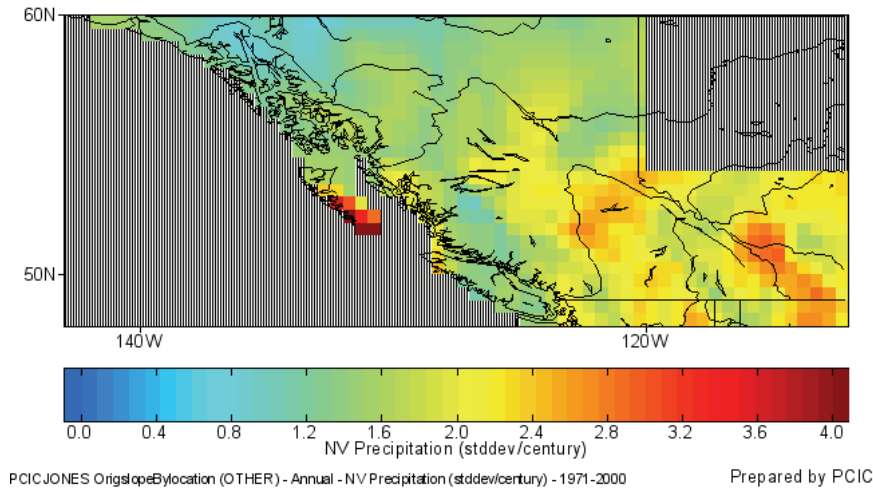 60N
50N
140W 120W
0.0 0.4 0.8 1.2 1.6 2.0 2.4 2.8 3.2 3.6 4.0
NV Precipitation (stddev/century)
PCICJONES OrigslopeBylocation (OTHER) - Annual - NV Precipitation (stddev/century) - 1971-2000 Prepared by PCIC